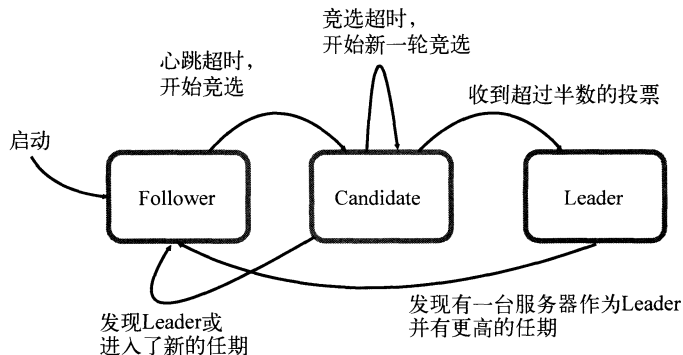 竞选超时，
开始新一轮竞选
心跳超时，
开始竞选
收到超过半数的投票
启动
Follower
Candidate
Leader
发现Leader或
进入了新的任期
发现有一台服务器作为Leader
并有更高的任期